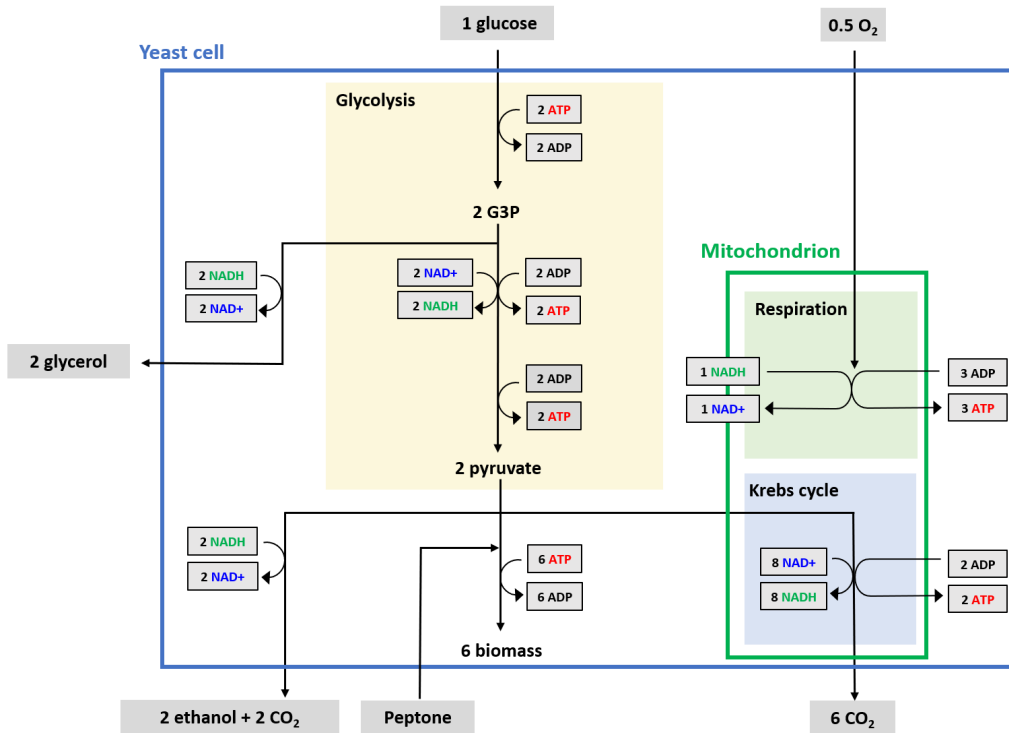 1 glucose
0.5 O₂
Yeast cell
Glycolysis
2 ATP
2 ADP
2 G3P
Mitochondrion
2 NADH
2 NAD+
2 NAD+
2 NADH
2 ADP
2 ATP
Respiration
2 glycerol
1 NADH
1 NAD+
3 ADP
3 ATP
2 ADP
2 ATP
2 pyruvate
Krebs cycle
2 NADH
2 NAD+
6 ATP
6 ADP
8 NAD+
8 NADH
2 ADP
2 ATP
6 biomass
2 ethanol + 2 CO₂
Peptone
6 CO₂